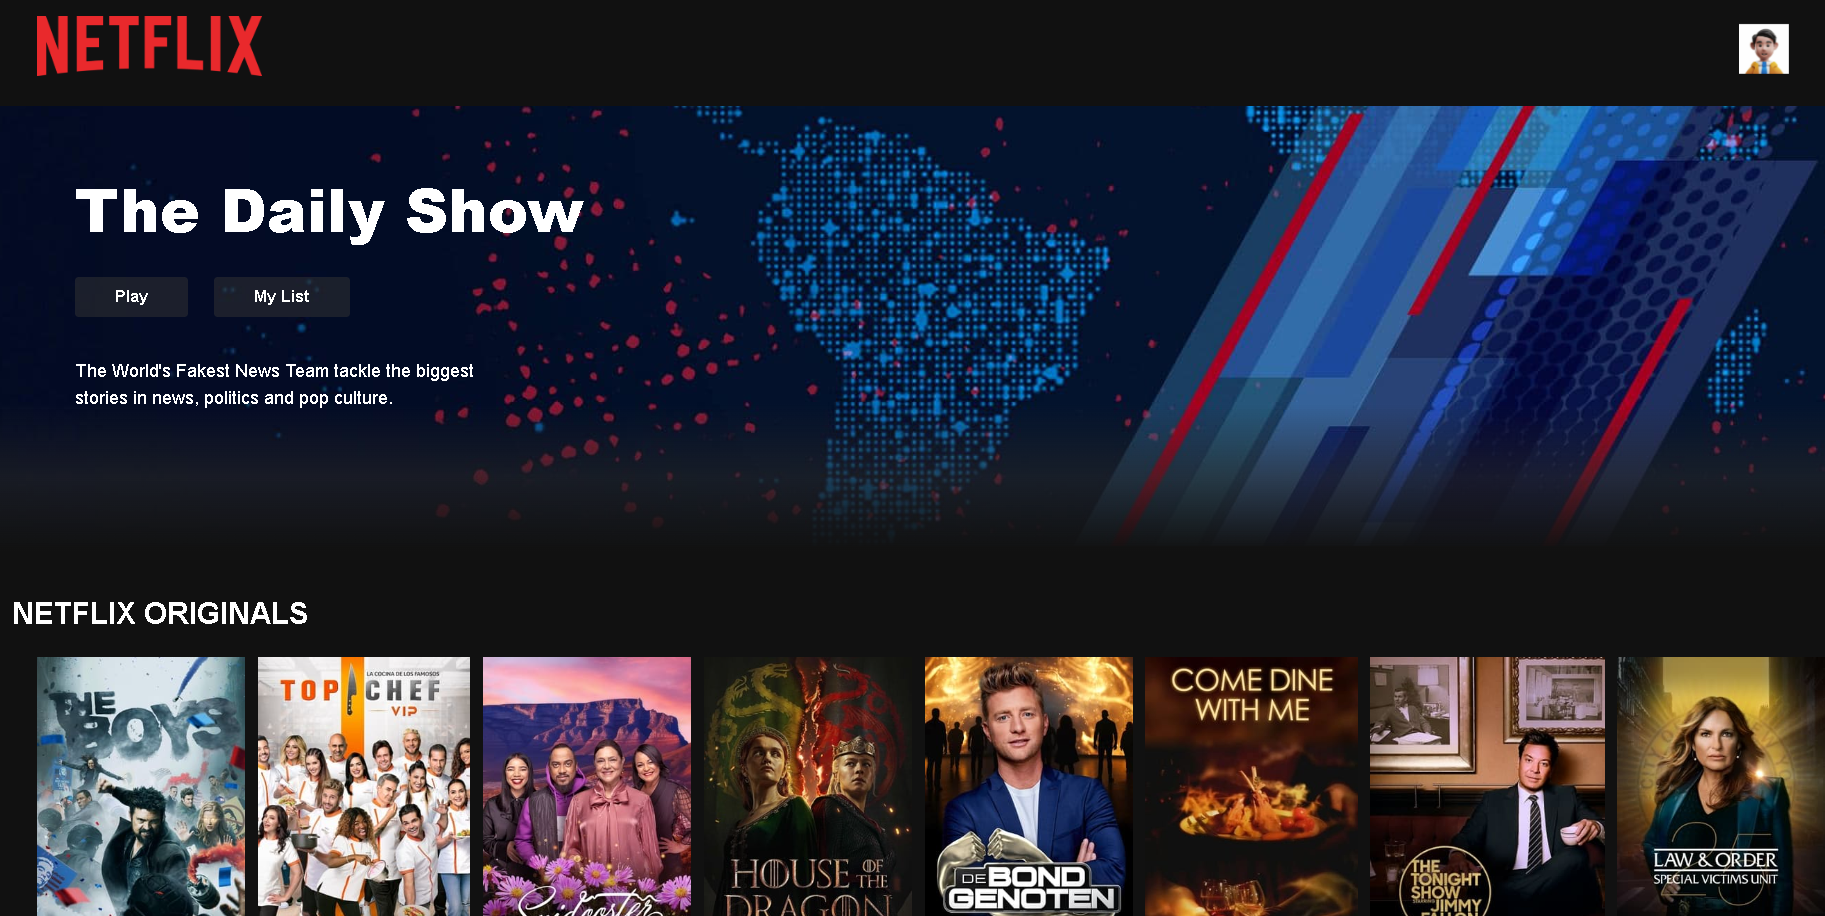 NETFLIX
The Daily Show
Play
My List
The World's Fakest News Team tackle the biggest
stories in news, politics and pop culture.
NETFLIX ORIGINALS
THE
BOYS
LA COCINA DE LOS FAMOSOS
TOP CHEF
VIP
Suidooster
HOUSE OF THE
DRAGON
DE
BOND
GENOTEN
COME DINE
WITH ME
THE
TONIGHT
SHOW
STARRING
JIMMY
FALLON
25
LAW & ORDER
SPECIAL VICTIMS UNIT